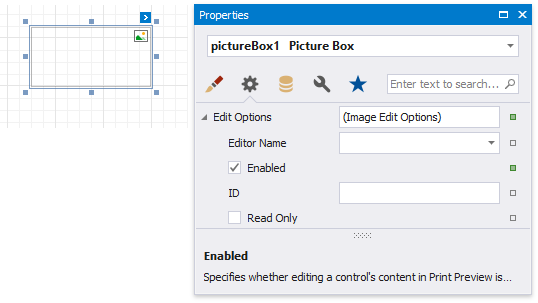 Properties
pictureBox1 Picture Box
Enter text to search...
Edit Options (Image Edit Options)
Editor Name
Enabled
ID
Read Only
Enabled
Specifies whether editing a control's content in Print Preview is...